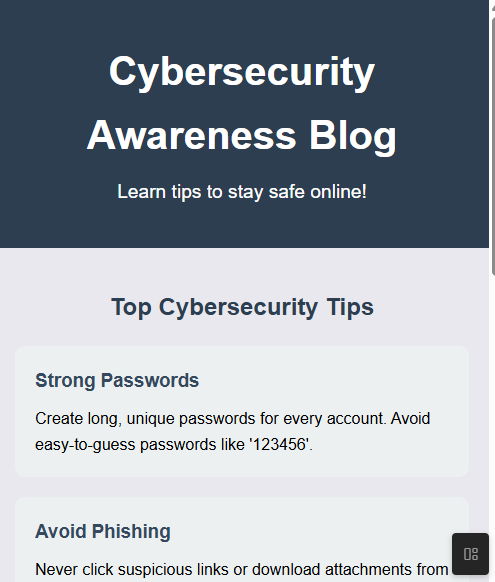 Cybersecurity
Awareness Blog
Learn tips to stay safe online!
Top Cybersecurity Tips
Strong Passwords
Create long, unique passwords for every account. Avoid
easy-to-guess passwords like '123456'.
Avoid Phishing
Never click suspicious links or download attachments from